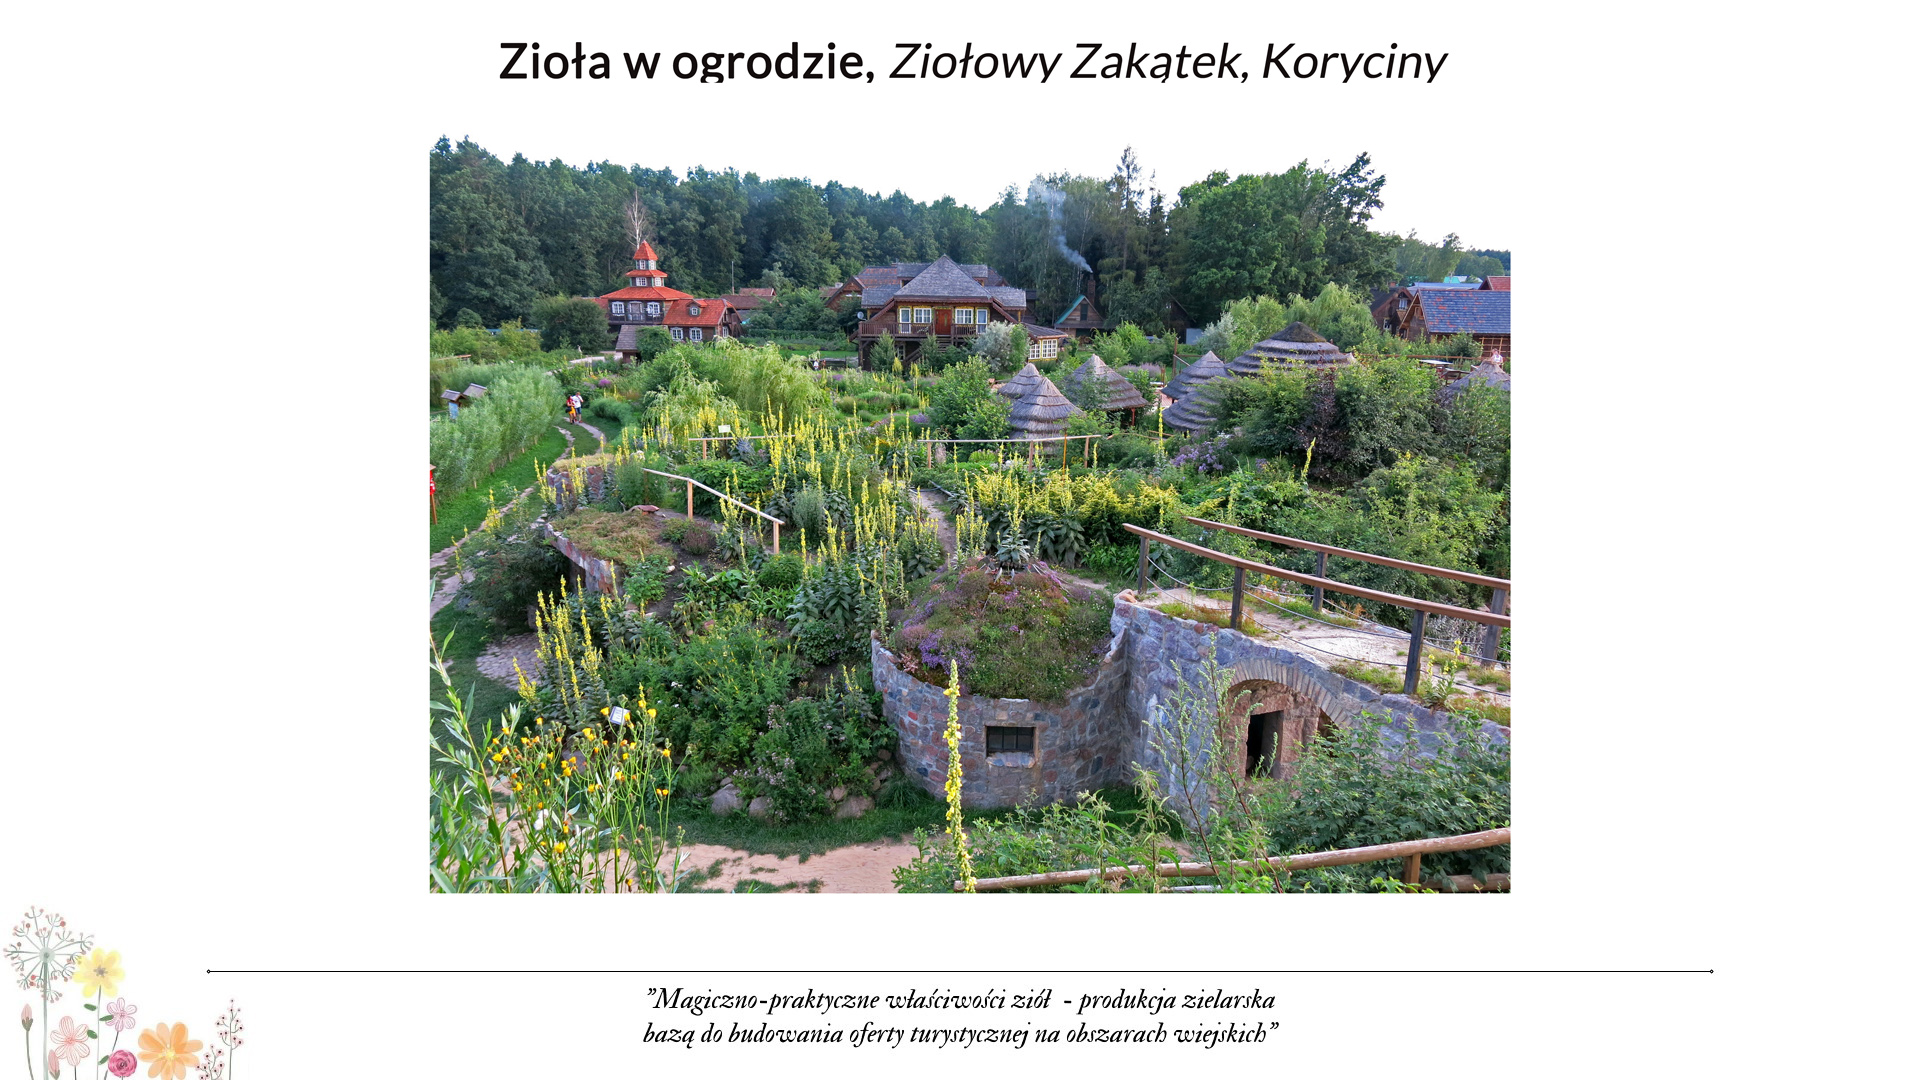 Zioła w ogrodzie, Ziołowy Zakątek, Koryciny
”Magiczno-praktyczne właściwości ziół - produkcja zielarska
bazą do budowania oferty turystycznej na obszarach wiejskich”